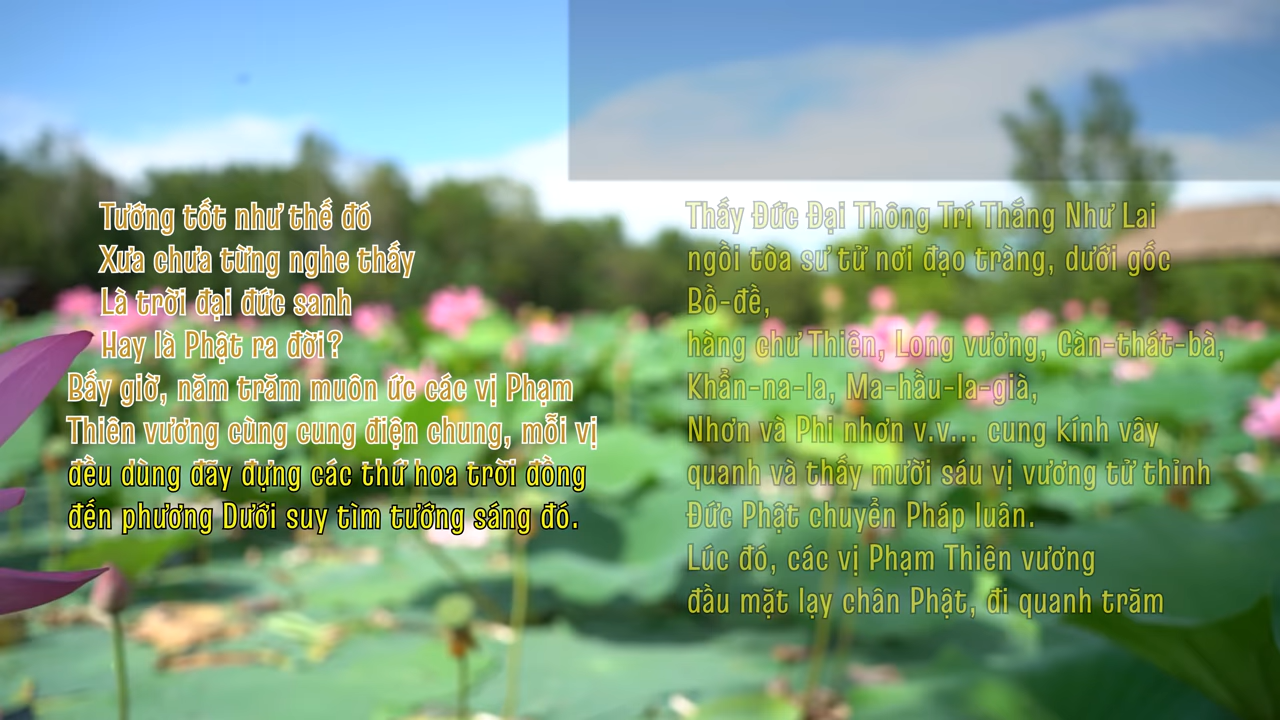 Tướng tốt như thế đó
Xưa chưa từng nghe thấy
Là trời đại đức sanh
Hay là Phật ra đời?
Bấy giờ, năm trăm muôn ức các vị Phạm
Thiên vương cùng cung điện chung, mỗi vị
đều dùng đãy đựng các thứ hoa trời đồng
đến phương Dưới suy tìm tướng sáng đó.
Thấy Đức Đại Thông Trí Thắng Như Lai
ngồi tòa sư tử nơi đạo tràng, dưới gốc
Bồ-đề,
hàng chư Thiên, Long vương, Càn-thát-bà,
Khẩn-na-la, Ma-hầu-la-già,
Nhơn và Phi nhơn v.v... cung kính vây
quanh và thấy mười sáu vị vương tử thỉnh
Đức Phật chuyển Pháp luân.
Lúc đó, các vị Phạm Thiên vương
đầu mặt lạy chân Phật, đi quanh trăm